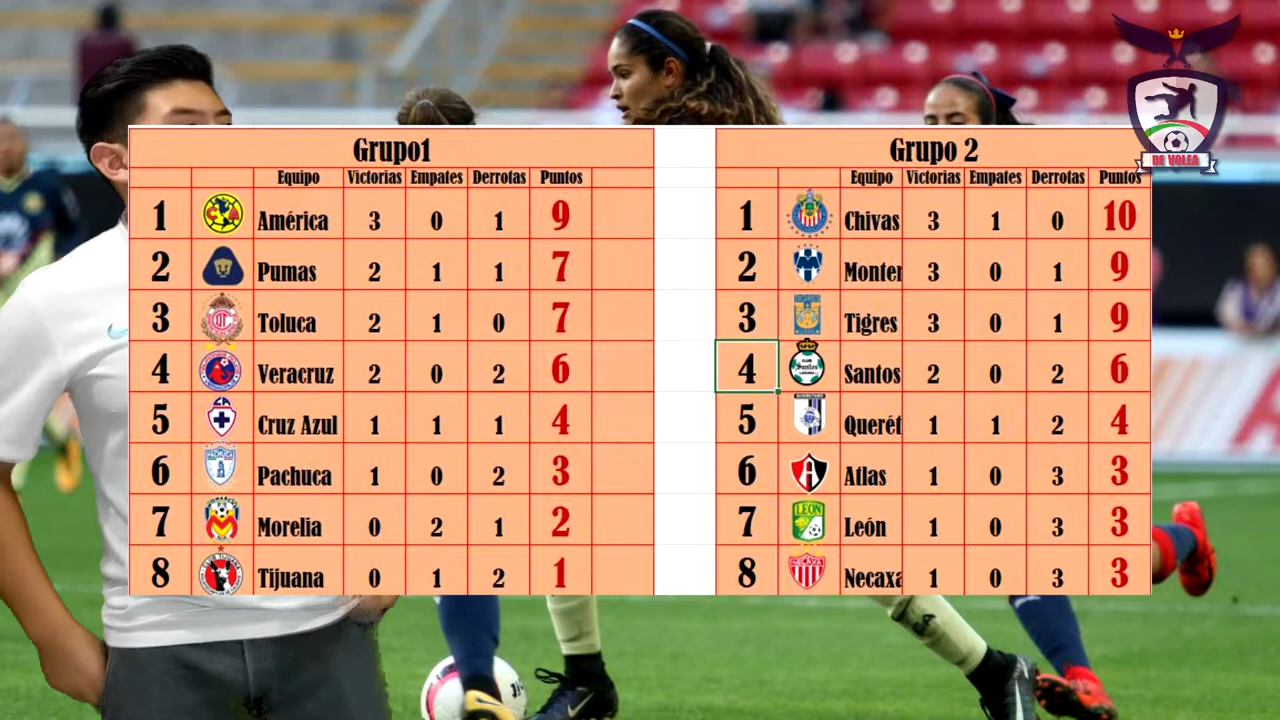 Grupo1
Equipo Victorias Empates Derrotas Puntos
1 América 3 0 1 9
2 Pumas 2 1 1 7
3 Toluca 2 1 0 7
4 Veracruz 2 0 2 6
5 Cruz Azul 1 1 1 4
6 Pachuca 1 0 2 3
7 Morelia 0 2 1 2
8 Tijuana 0 1 2 1
Grupo 2
Equipo Victorias Empates Derrotas Puntos
1 Chivas 3 1 0 10
2 Monter 3 0 1 9
3 Tigres 3 0 1 9
4 Santos 2 0 2 6
5 Querét 1 1 2 4
6 Atlas 1 0 3 3
7 León 1 0 3 3
8 Necaxa 1 0 3 3
DE VOLEA